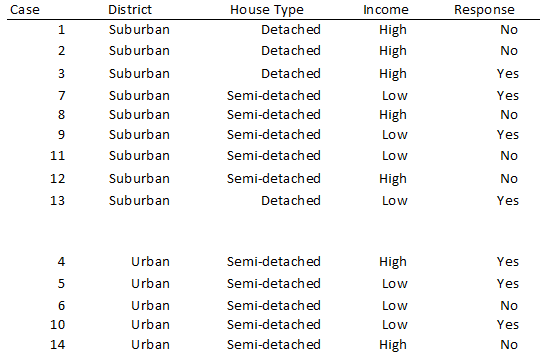 Case District House Type Income Response
1 Suburban Detached High No
2 Suburban Detached High No
3 Suburban Detached High Yes
7 Suburban Semi-detached Low Yes
8 Suburban Semi-detached High No
9 Suburban Semi-detached Low Yes
11 Suburban Semi-detached Low No
12 Suburban Semi-detached High No
13 Suburban Detached Low Yes
4 Urban Semi-detached High Yes
5 Urban Semi-detached Low Yes
6 Urban Semi-detached Low No
10 Urban Semi-detached Low Yes
14 Urban Semi-detached High No